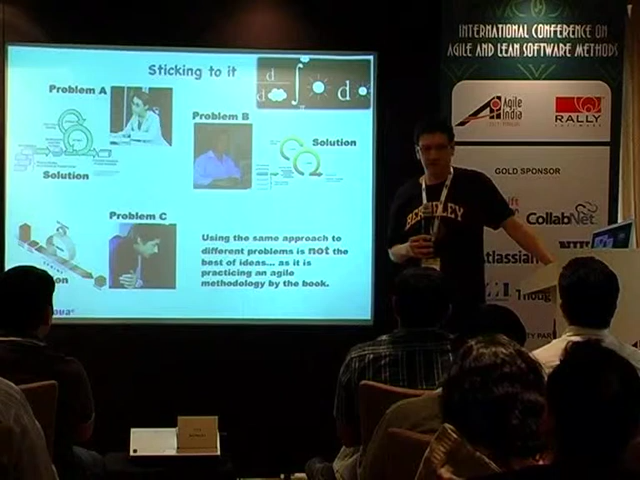 Sticking to it
Problem A
Problem B
Solution
Solution
Problem C
Using the same approach to
different problems is not the
best of ideas... as it is
practicing an agile
methodology by the book.
INTERNATIONAL CONFERENCE ON
AGILE AND LEAN SOFTWARE METHODS
Agile
India
RALLY
SOFTWARE
GOLD SPONSOR
CollabNet
Atlassian
BERKELEY